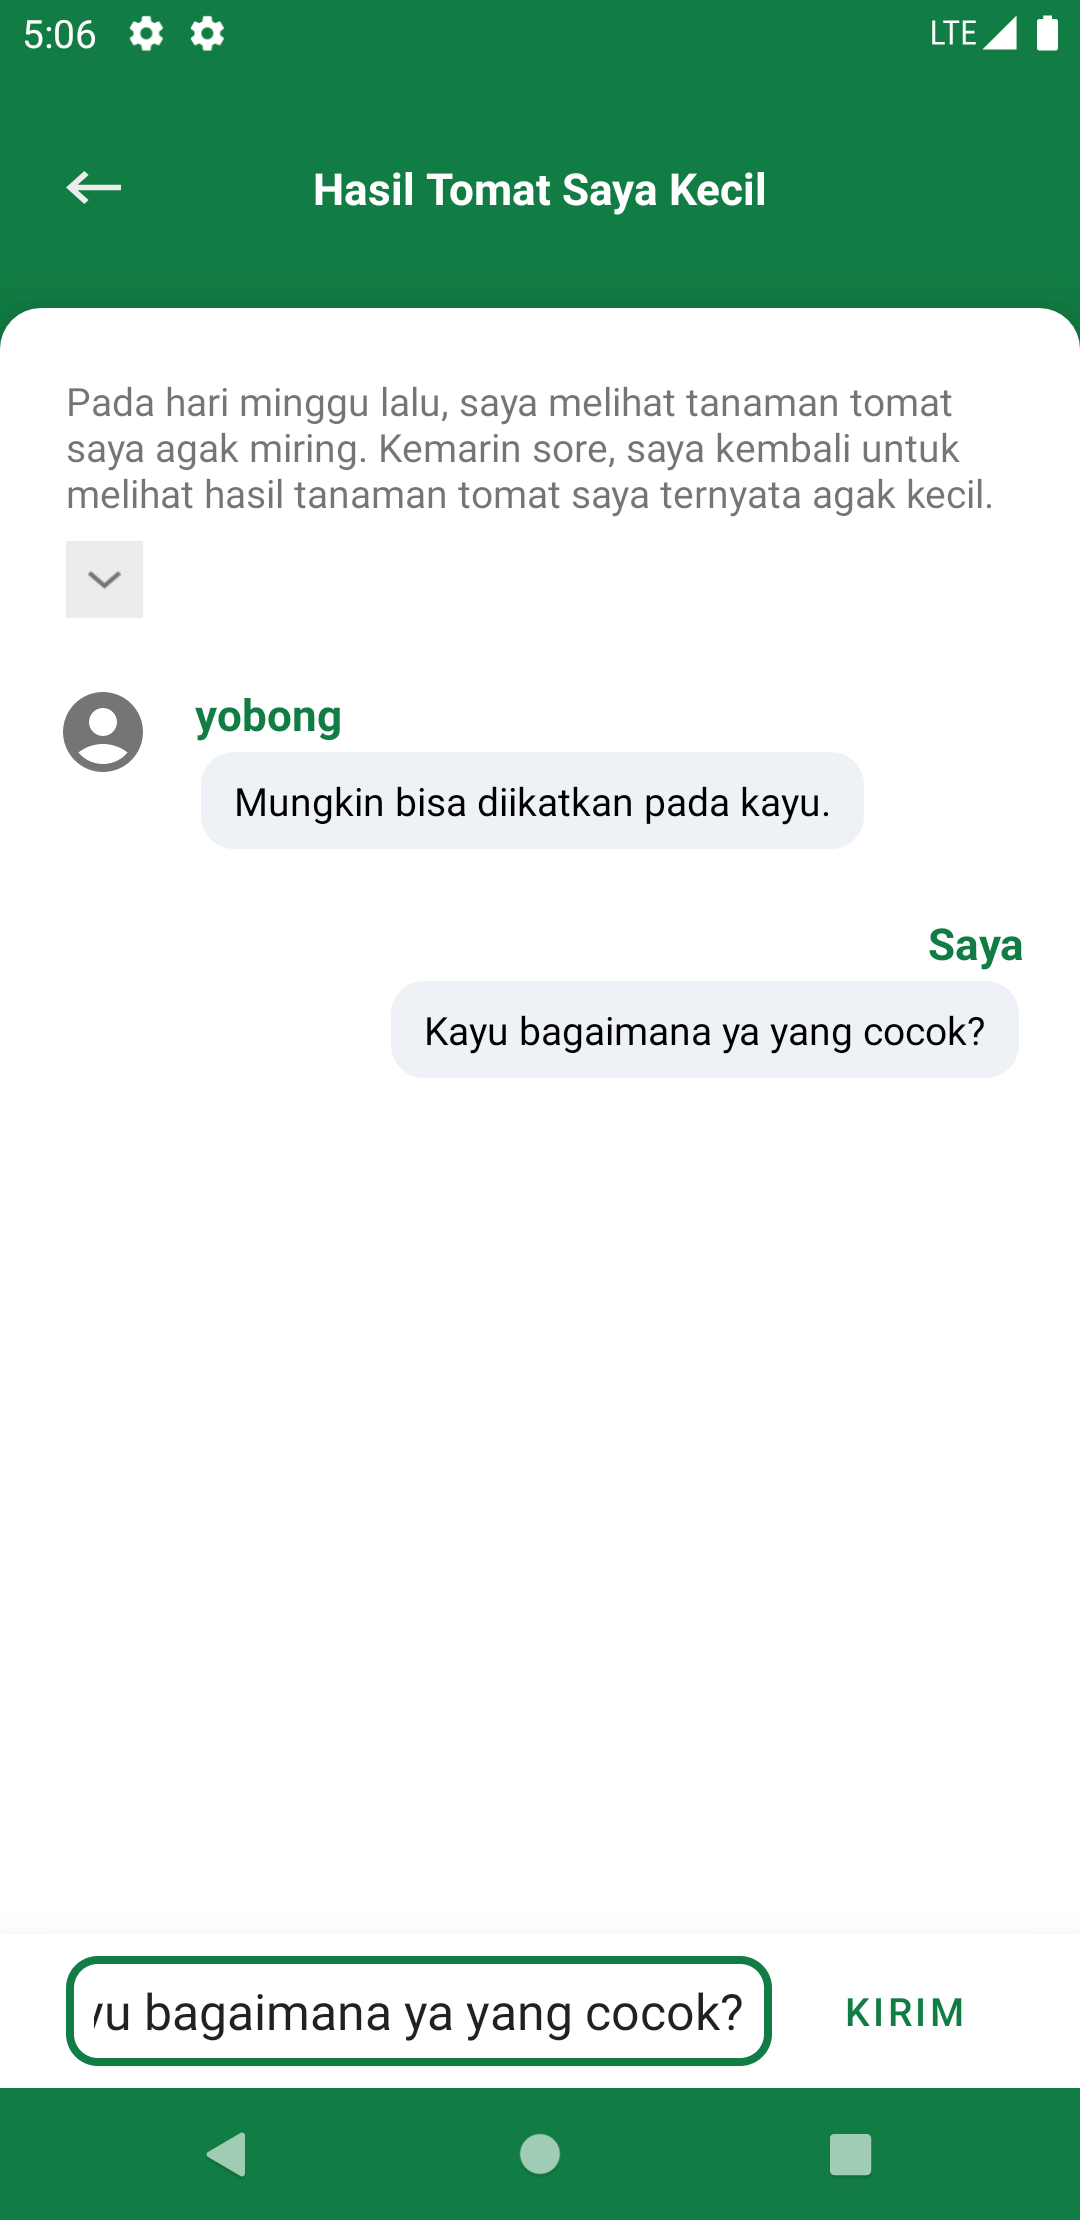 5:06
LTE
Hasil Tomat Saya Kecil
Pada hari minggu lalu, saya melihat tanaman tomat
saya agak miring. Kemarin sore, saya kembali untuk
melihat hasil tanaman tomat saya ternyata agak kecil.
yobong
Mungkin bisa diikatkan pada kayu.
Saya
Kayu bagaimana ya yang cocok?
yu bagaimana ya yang cocok?
KIRIM